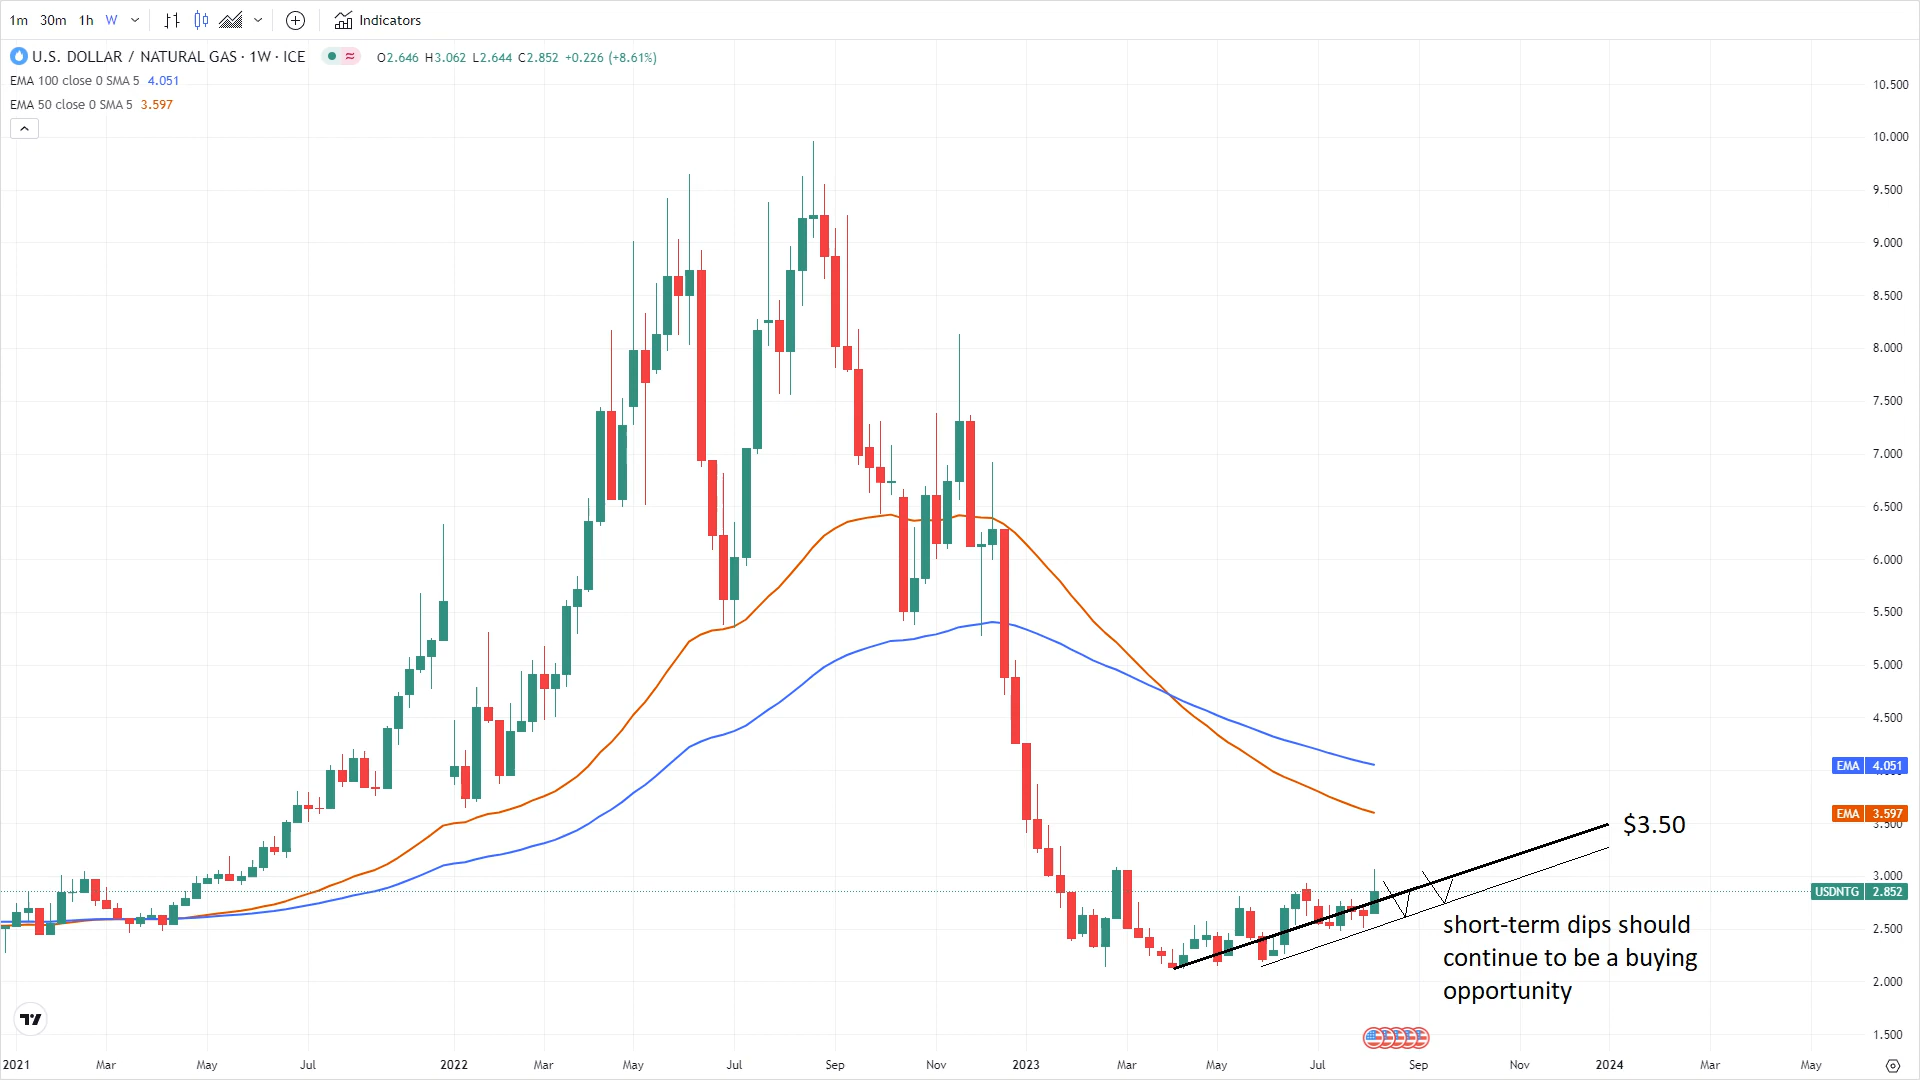 1m 30m 1h W Indicators
U.S. DOLLAR / NATURAL GAS · 1W · ICE O2.646 H3.062 L2.644 C2.852 +0.226 (+8.61%)
EMA 100 close 0 SMA 5 4.051
EMA 50 close 0 SMA 5 3.597
10.500
10.000
9.500
9.000
8.500
8.000
7.500
7.000
6.500
6.000
5.500
5.000
4.500
EMA 4.051
EMA 3.597
3.500
$3.50
3.000
USDNTG 2.852
short-term dips should
continue to be a buying
opportunity
2.500
2.000
1.500
2021 Mar May Jul 2022 Mar May Jul Sep Nov 2023 Mar May Jul Sep Nov 2024 Mar May